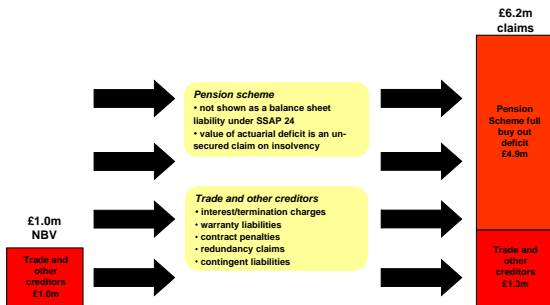 £6.2m
claims
Pension scheme
• not shown as a balance sheet
liability under SSAP 24
• value of actuarial deficit is an un-
secured claim on insolvency
Pension
Scheme full
buy out
deficit
£4.9m
Trade and other creditors
• interest/termination charges
• warranty liabilities
• contract penalties
• redundancy claims
• contingent liabilities
£1.0m
NBV
Trade and
other
creditors
£1.0m
Trade and
other
creditors
£1.3m